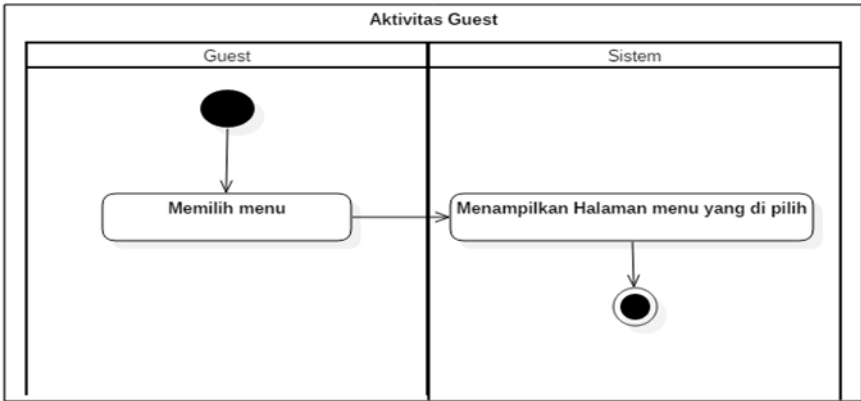 Aktivitas Guest
Guest
Sistem
Memilih menu
Menampilkan Halaman menu yang di pilih